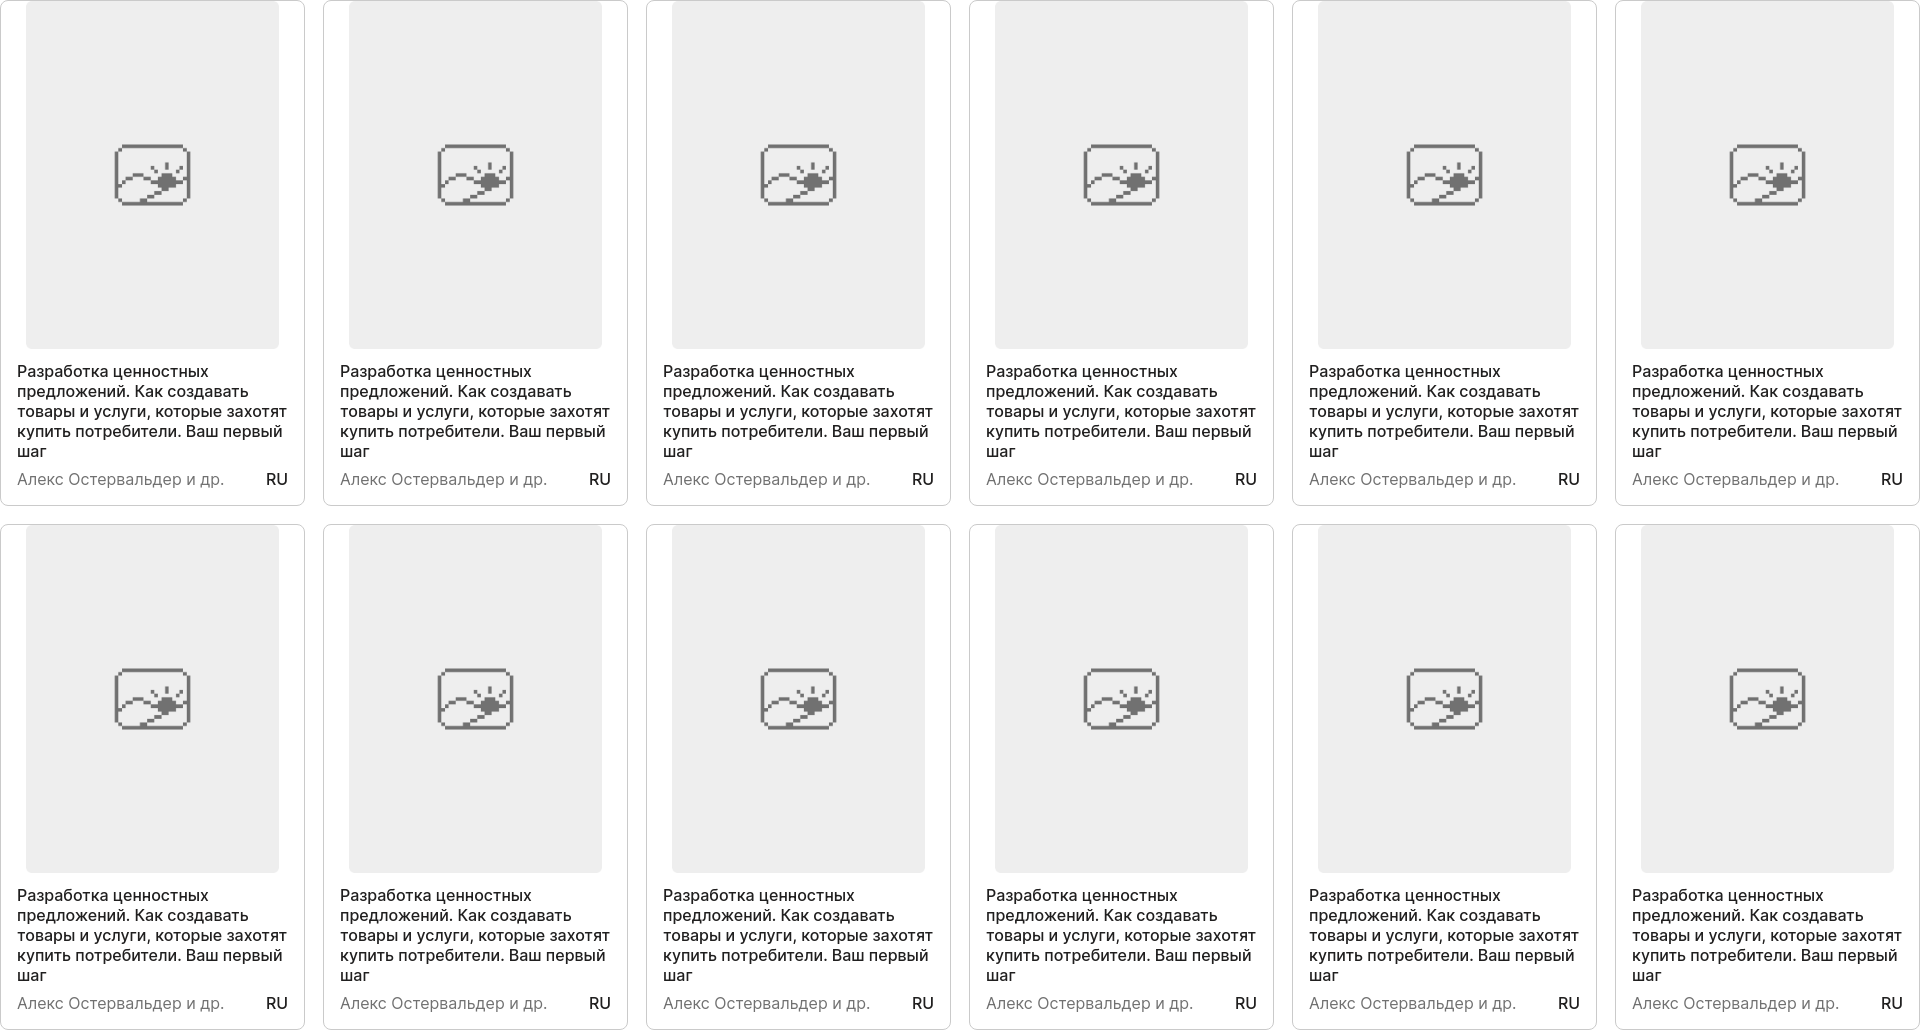 Разработка ценностных
предложений. Как создавать
товары и услуги, которые захотят
купить потребители. Ваш первый
шаг
Алекс Остервальдер и др. RU
Разработка ценностных
предложений. Как создавать
товары и услуги, которые захотят
купить потребители. Ваш первый
шаг
Алекс Остервальдер и др. RU
Разработка ценностных
предложений. Как создавать
товары и услуги, которые захотят
купить потребители. Ваш первый
шаг
Алекс Остервальдер и др. RU
Разработка ценностных
предложений. Как создавать
товары и услуги, которые захотят
купить потребители. Ваш первый
шаг
Алекс Остервальдер и др. RU
Разработка ценностных
предложений. Как создавать
товары и услуги, которые захотят
купить потребители. Ваш первый
шаг
Алекс Остервальдер и др. RU
Разработка ценностных
предложений. Как создавать
товары и услуги, которые захотят
купить потребители. Ваш первый
шаг
Алекс Остервальдер и др. RU
Разработка ценностных
предложений. Как создавать
товары и услуги, которые захотят
купить потребители. Ваш первый
шаг
Алекс Остервальдер и др. RU
Разработка ценностных
предложений. Как создавать
товары и услуги, которые захотят
купить потребители. Ваш первый
шаг
Алекс Остервальдер и др. RU
Разработка ценностных
предложений. Как создавать
товары и услуги, которые захотят
купить потребители. Ваш первый
шаг
Алекс Остервальдер и др. RU
Разработка ценностных
предложений. Как создавать
товары и услуги, которые захотят
купить потребители. Ваш первый
шаг
Алекс Остервальдер и др. RU
Разработка ценностных
предложений. Как создавать
товары и услуги, которые захотят
купить потребители. Ваш первый
шаг
Алекс Остервальдер и др. RU
Разработка ценностных
предложений. Как создавать
товары и услуги, которые захотят
купить потребители. Ваш первый
шаг
Алекс Остервальдер и др. RU